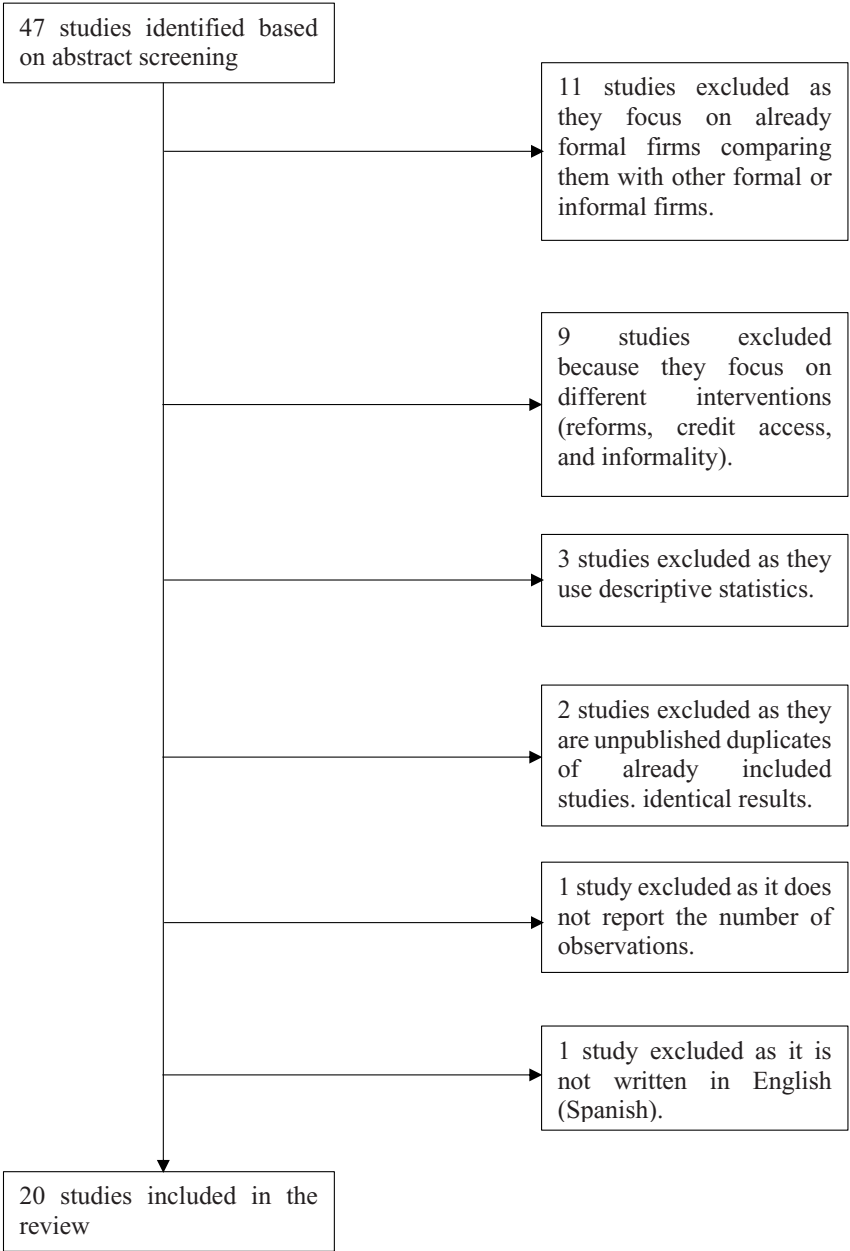 47 studies identified based
on abstract screening
11 studies excluded as
they focus on already
formal firms comparing
them with other formal or
informal firms.
9 studies excluded
because they focus on
different interventions
(reforms, credit access,
and informality).
3 studies excluded as they
use descriptive statistics.
2 studies excluded as they
are unpublished duplicates
of already included
studies. identical results.
1 study excluded as it does
not report the number of
observations.
1 study excluded as it is
not written in English
(Spanish).
20 studies included in the
review